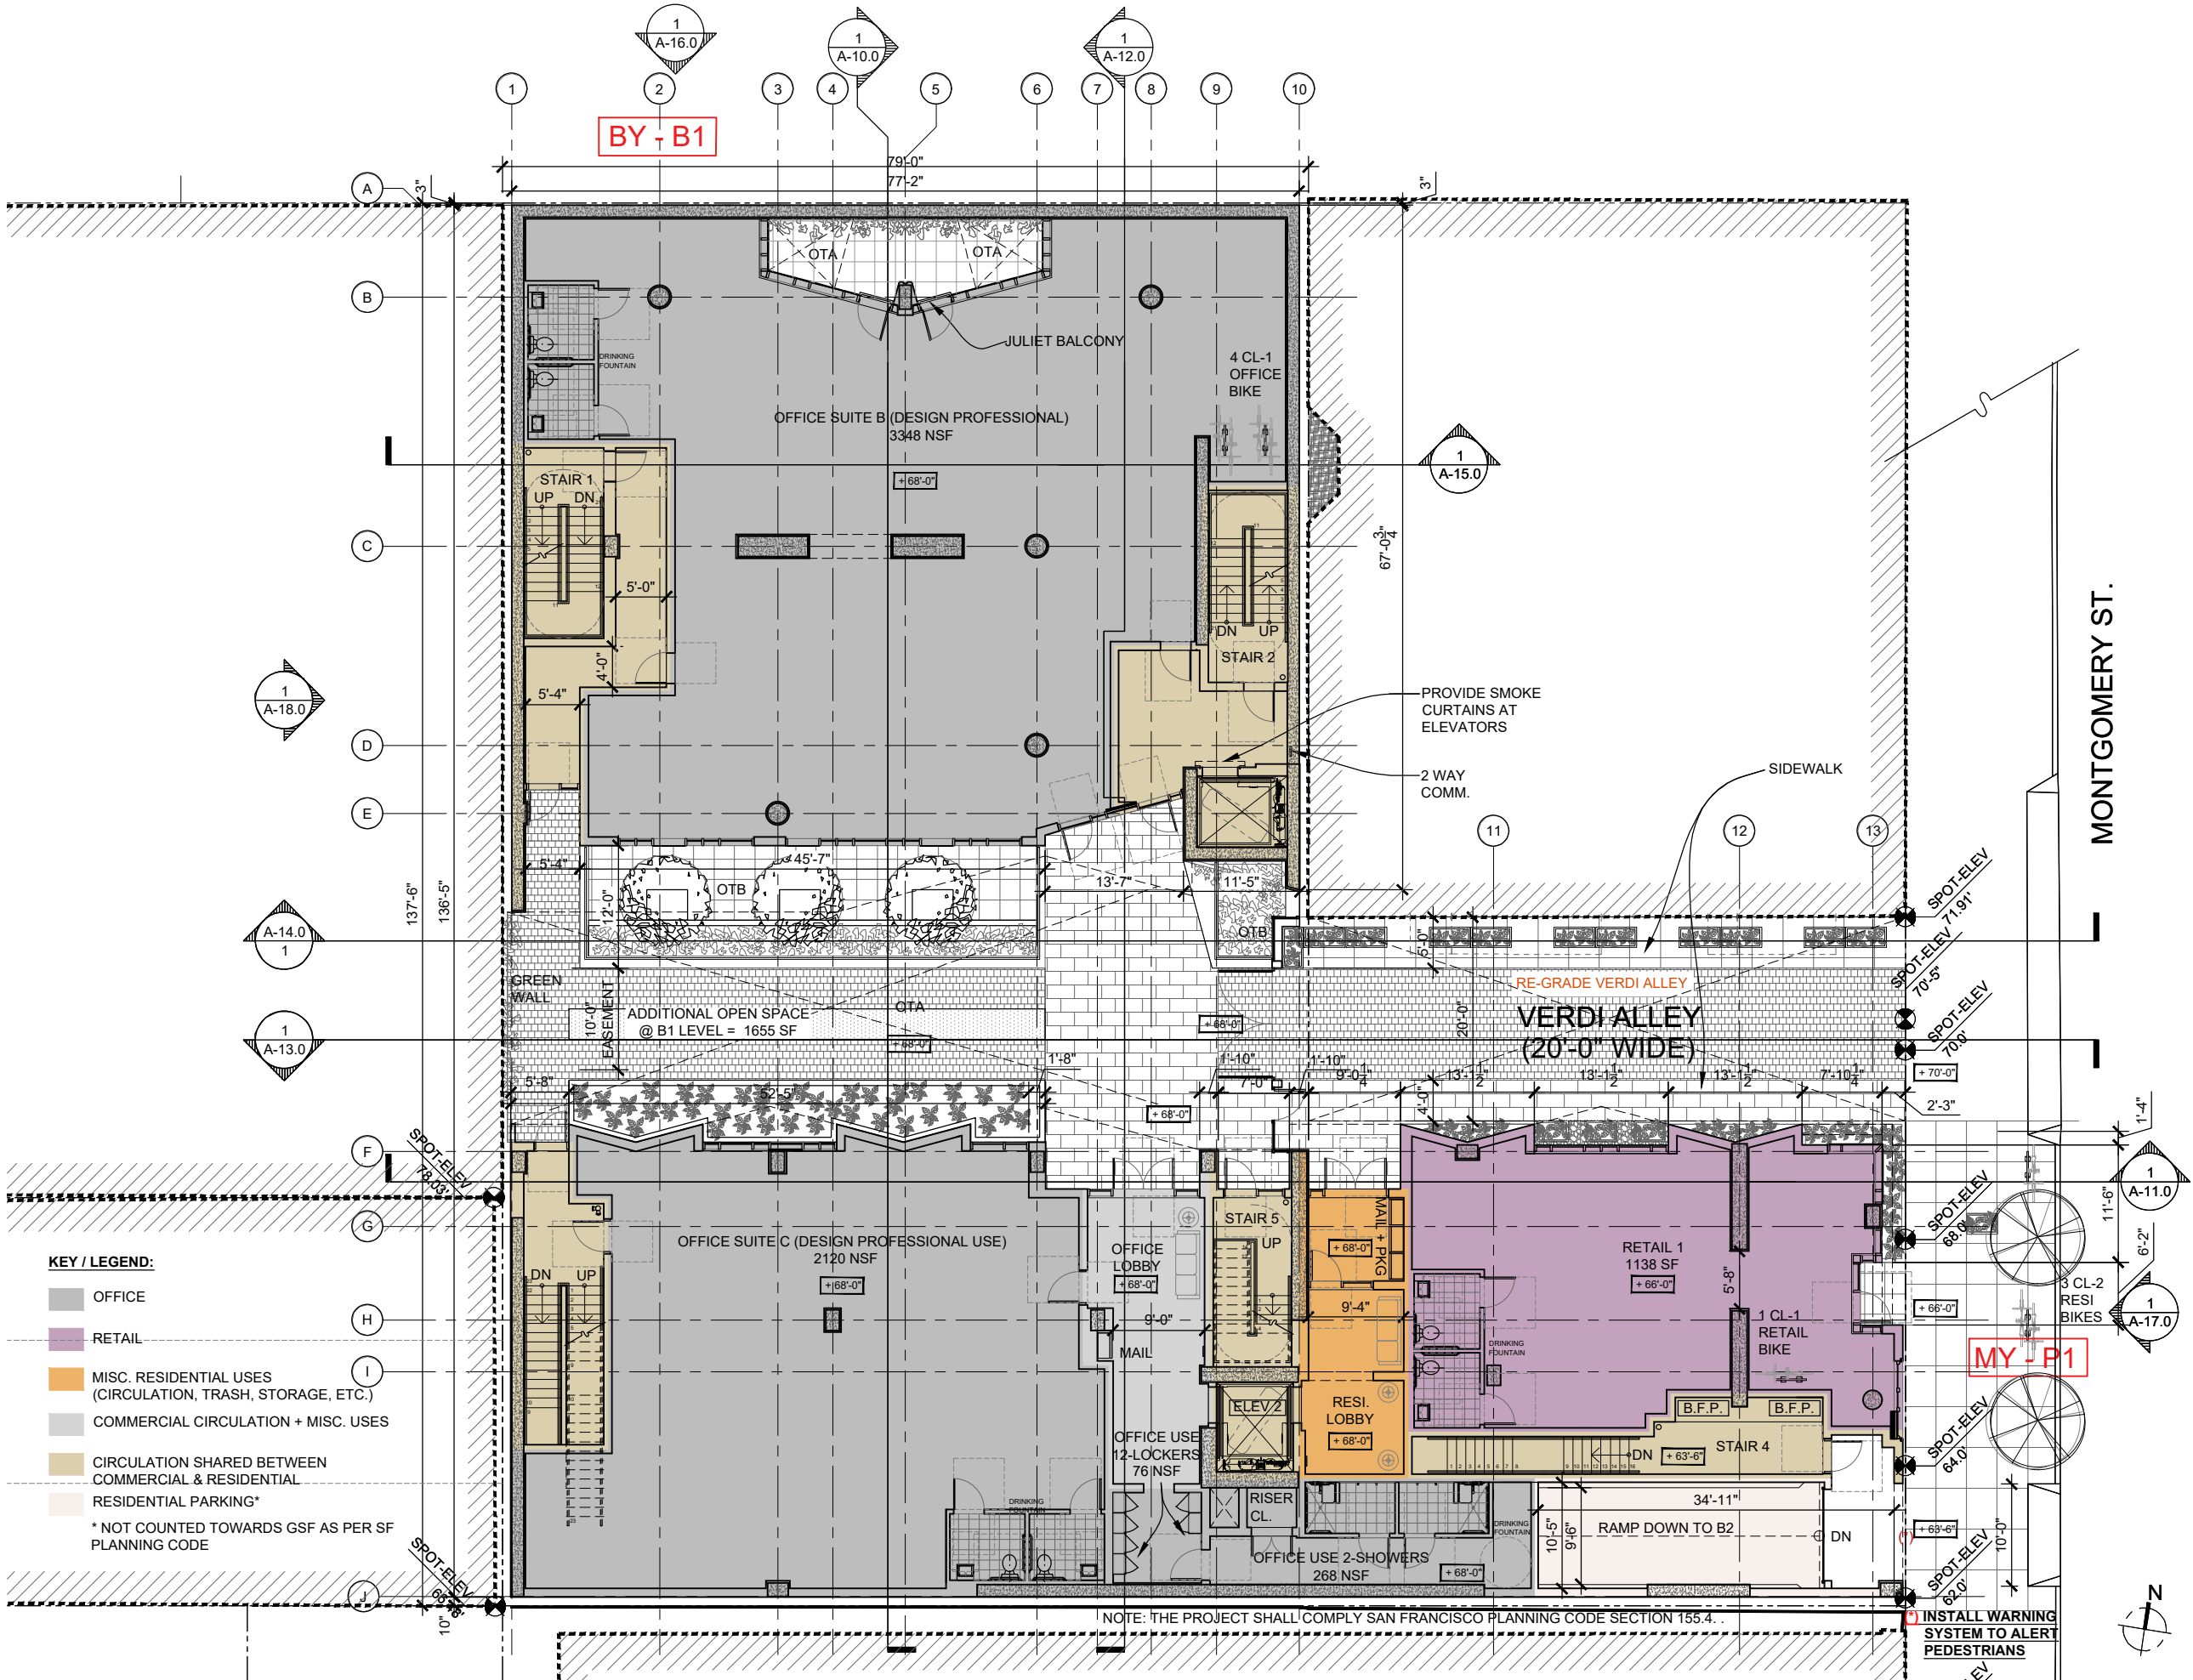 1
A-16.0
1
A-10.0
1
A-12.0
1
2
3
4
5
6
7
8
9
10
BY - B1
79'-0"
77'-2"
A
3"
3"
OTA
OTA
B
JULIET BALCONY
DRINKING
FOUNTAIN
4 CL-1
OFFICE
BIKE
OFFICE SUITE B (DESIGN PROFESSIONAL)
3348 NSF
+ 68'-0"
1
A-15.0
STAIR 1
UP
DN
C
5'-0"
67'-0 3/4"
DN
UP
STAIR 2
4'-0"
5'-4"
1
A-18.0
PROVIDE SMOKE
CURTAINS AT
ELEVATORS
D
2 WAY
COMM.
SIDEWALK
MONTGOMERY ST.
E
11
12
13
5'-4"
45'-7"
OTB
12'-0"
13'-7"
11'-5"
137'-6"
136'-5"
SPOT-ELEV
71.91'
A-14.0
1
OTB
5'-0"
SPOT-ELEV
70'-5"
GREEN
WALL
RE-GRADE VERDI ALLEY
OTA
ADDITIONAL OPEN SPACE
@ B1 LEVEL = 1655 SF
10'-0"
EASEMENT
+ 68'-0"
+ 68'-0"
VERDI ALLEY
(20'-0" WIDE)
20'-0"
SPOT-ELEV
70.0'
1
A-13.0
+ 70'-0"
1'-8"
1'-10"
1'-10"
5'-8"
52'-5"
7'-0"
9'-0 1/4"
13'-1 1/2"
13'-1 1/2"
13'-1 1/2"
7'-10 1/4"
4'-0"
2'-3"
+ 68'-0"
1'-4"
F
SPOT-ELEV
78.03'
1
A-11.0
11'-6"
G
STAIR 5
UP
MAIL + PKG
SPOT-ELEV
68.0'
OFFICE SUITE C (DESIGN PROFESSIONAL USE)
2120 NSF
+ 68'-0"
OFFICE
LOBBY
+ 68'-0"
+ 68'-0"
RETAIL 1
1138 SF
+ 66'-0"
5'-8"
6'-2"
KEY / LEGEND:
OFFICE
RETAIL
MISC. RESIDENTIAL USES
(CIRCULATION, TRASH, STORAGE, ETC.)
COMMERCIAL CIRCULATION + MISC. USES
CIRCULATION SHARED BETWEEN
COMMERCIAL & RESIDENTIAL
RESIDENTIAL PARKING*
* NOT COUNTED TOWARDS GSF AS PER SF
PLANNING CODE
DN
UP
H
9'-0"
9'-4"
+ 66'-0"
3 CL-2
RESI
BIKES
1
A-17.0
1 CL-1
RETAIL
BIKE
DRINKING
FOUNTAIN
MAIL
I
MY - P1
ELEV 2
RESI.
LOBBY
+ 68'-0"
B.F.P.
B.F.P.
OFFICE USE
12-LOCKERS
76 NSF
DN
+ 63'-6"
STAIR 4
SPOT-ELEV
64.0'
DRINKING
FOUNTAIN
RISER
CL.
DRINKING
FOUNTAIN
34'-11"
RAMP DOWN TO B2
DN
10'-5"
9'-6"
(*)
+ 63'-6"
10'-0"
OFFICE USE 2-SHOWERS
268 NSF
+ 68'-0"
SPOT-ELEV
62.0'
J
SPOT-ELEV
10"
NOTE: THE PROJECT SHALL COMPLY SAN FRANCISCO PLANNING CODE SECTION 155.4. .
(*) INSTALL WARNING
SYSTEM TO ALERT
PEDESTRIANS
N